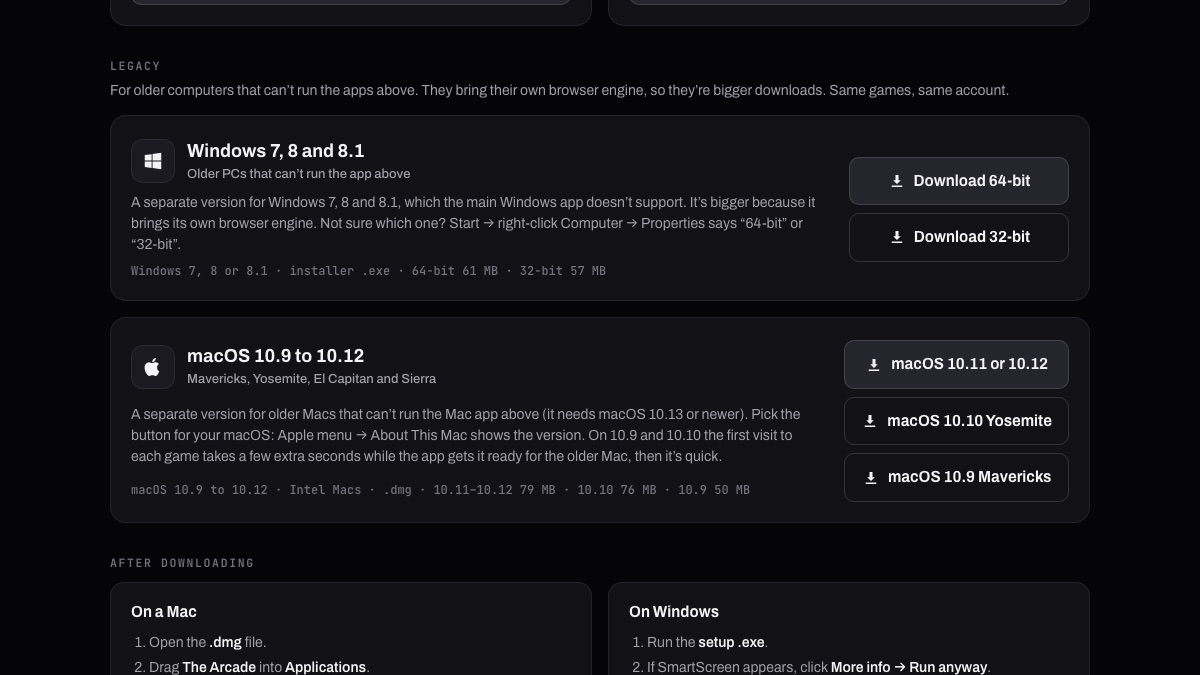 LEGACY
For older computers that can’t run the apps above. They bring their own browser engine, so they’re bigger downloads. Same games, same account.
Windows 7, 8 and 8.1
Older PCs that can’t run the app above
A separate version for Windows 7, 8 and 8.1, which the main Windows app doesn’t support. It’s bigger because it
brings its own browser engine. Not sure which one? Start → right-click Computer → Properties says “64-bit” or
“32-bit”.
Windows 7, 8 or 8.1 · installer .exe · 64-bit 61 MB · 32-bit 57 MB
Download 64-bit
Download 32-bit
macOS 10.9 to 10.12
Mavericks, Yosemite, El Capitan and Sierra
A separate version for older Macs that can’t run the Mac app above (it needs macOS 10.13 or newer). Pick the
button for your macOS: Apple menu → About This Mac shows the version. On 10.9 and 10.10 the first visit to
each game takes a few extra seconds while the app gets it ready for the older Mac, then it’s quick.
macOS 10.9 to 10.12 · Intel Macs · .dmg · 10.11–10.12 79 MB · 10.10 76 MB · 10.9 50 MB
macOS 10.11 or 10.12
macOS 10.10 Yosemite
macOS 10.9 Mavericks
AFTER DOWNLOADING
On a Mac
1. Open the .dmg file.
2. Drag The Arcade into Applications.
On Windows
1. Run the setup .exe.
2. If SmartScreen appears, click More info → Run anyway.